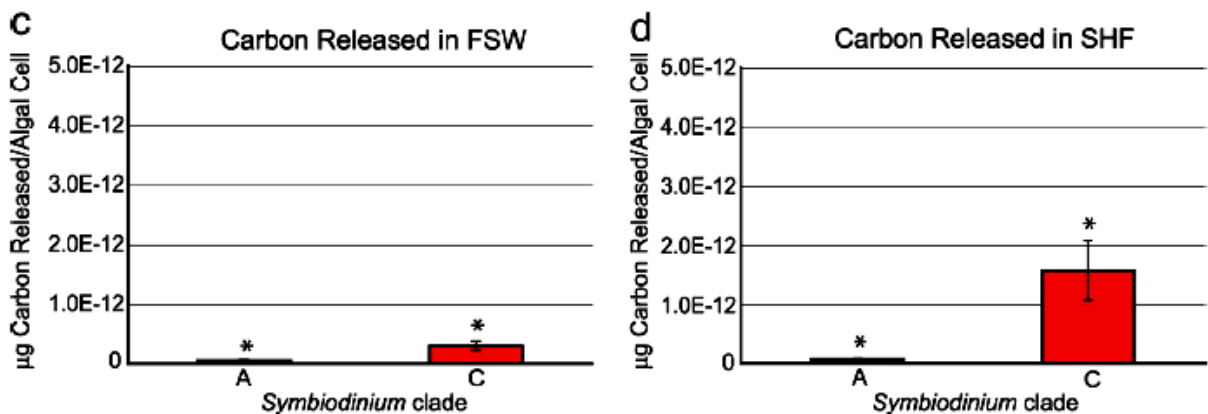 c
Carbon Released in FSW
µg Carbon Released/Algal Cell
5.0E-12
4.0E-12
3.0E-12
2.0E-12
1.0E-12
0
*
*
A
C
Symbiodinium clade
d
Carbon Released in SHF
µg Carbon Released/Algal Cell
5.0E-12
4.0E-12
3.0E-12
2.0E-12
1.0E-12
0
*
*
A
C
Symbiodinium clade